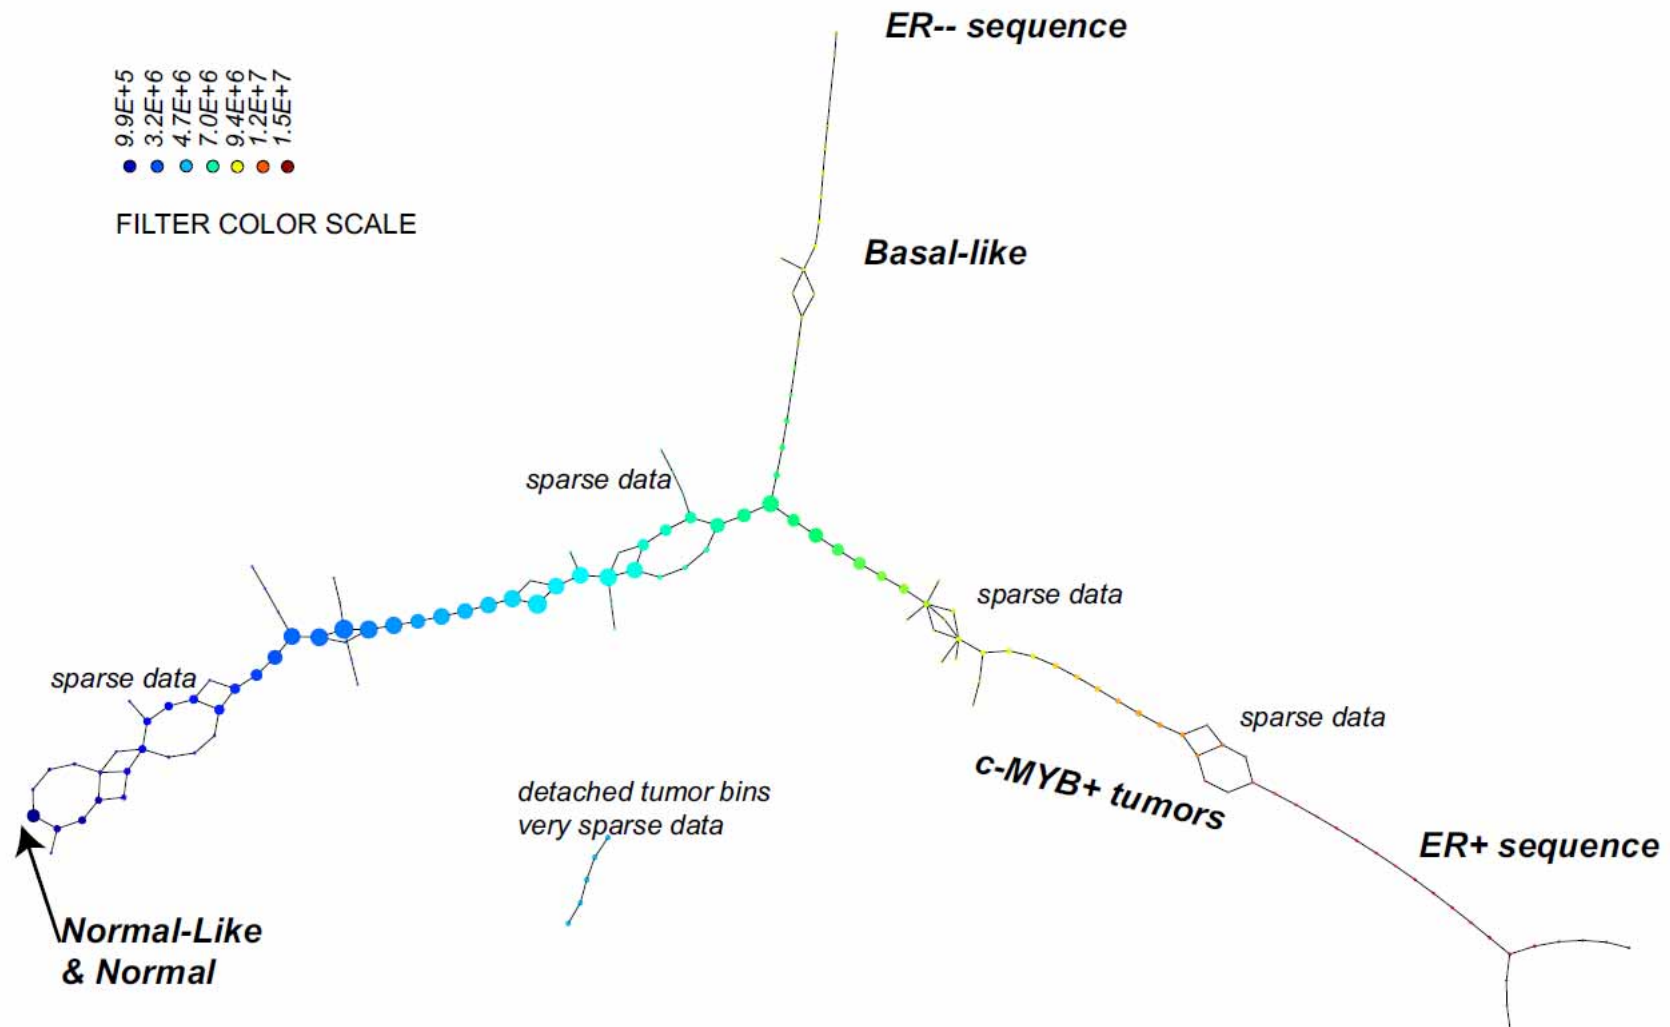 ER-- sequence
9.9E+5
3.2E+6
4.7E+6
7.0E+6
9.4E+6
1.2E+7
1.5E+7
FILTER COLOR SCALE
Basal-like
sparse data
sparse data
sparse data
sparse data
c-MYB+ tumors
detached tumor bins
very sparse data
ER+ sequence
Normal-Like
& Normal